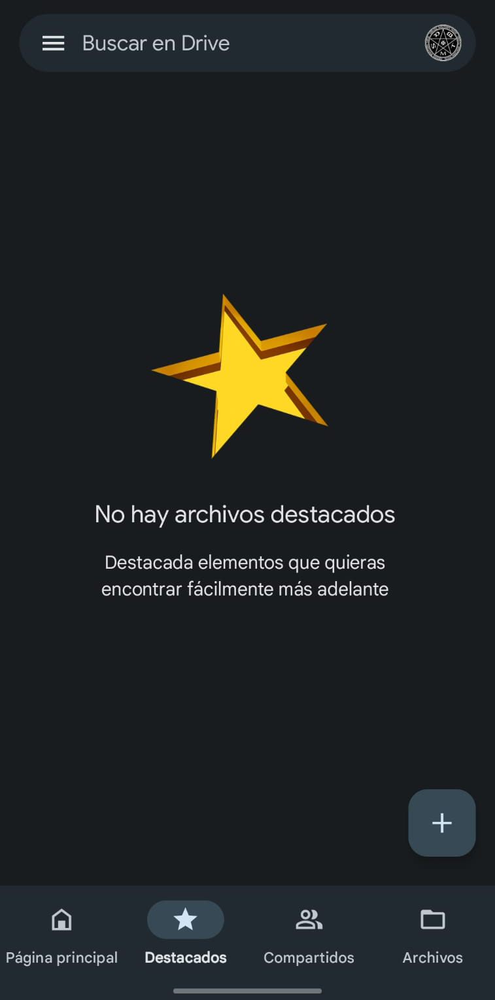 Buscar en Drive
No hay archivos destacados
Destacada elementos que quieras
encontrar fácilmente más adelante
Página principal
Destacados
Compartidos
Archivos